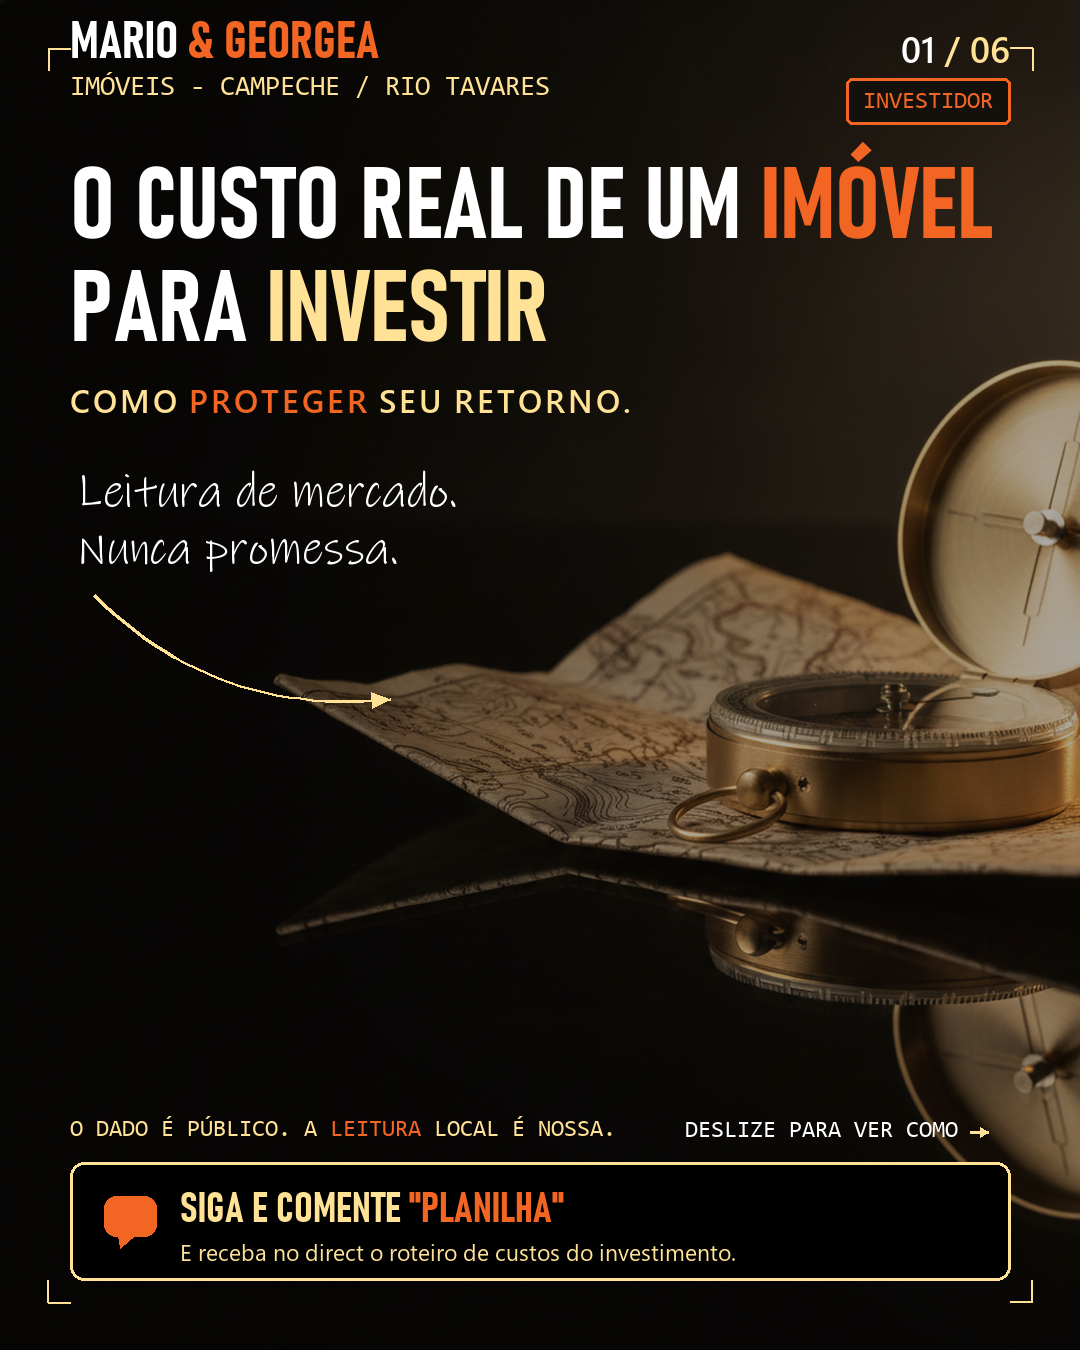 MARIO & GEORGEA
IMÓVEIS - CAMPECHE / RIO TAVARES
01 / 06
INVESTIDOR
O CUSTO REAL DE UM IMÓVEL
PARA INVESTIR
COMO PROTEGER SEU RETORNO.
Leitura de mercado.
Nunca promessa.
O DADO É PÚBLICO. A LEITURA LOCAL É NOSSA.
DESLIZE PARA VER COMO →
SIGA E COMENTE "PLANILHA"
E receba no direct o roteiro de custos do investimento.